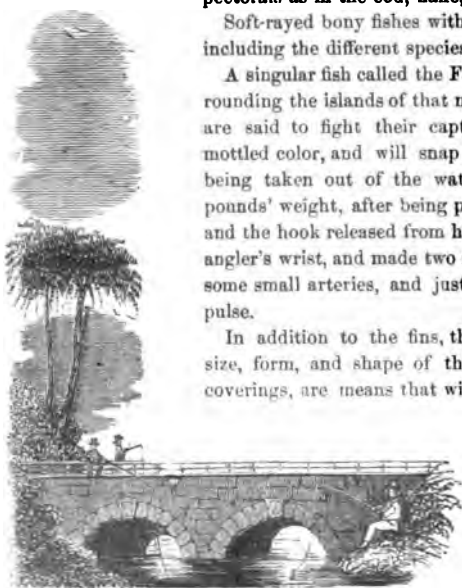 pectorals as in the cod,
Soft-rayed bony fishes with
including the different species
A singular fish called the F
rounding the islands of that n
are said to fight their capt
mottled color, and will snap
being taken out of the wat
pounds' weight, after being p
and the hook released from h
angler's wrist, and made two
some small arteries, and just
pulse.
In addition to the fins, th
size, form, and shape of th
coverings, are means that wi